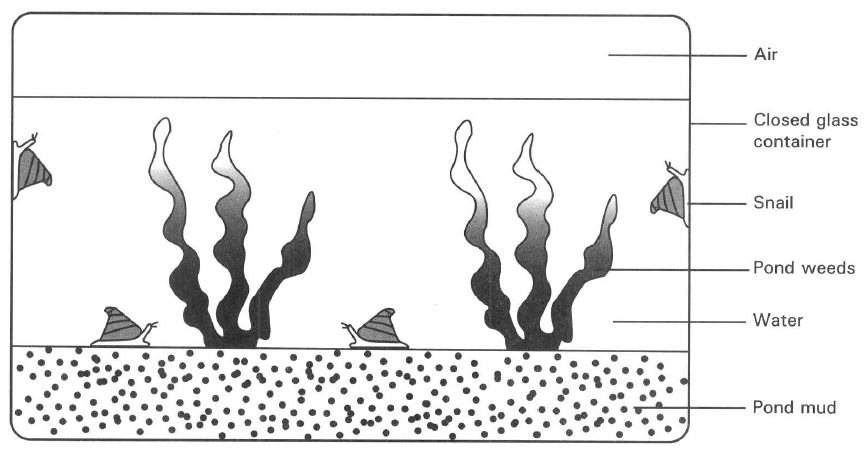 Air
Closed glass
container
Snail
Pond weeds
Water
Pond mud